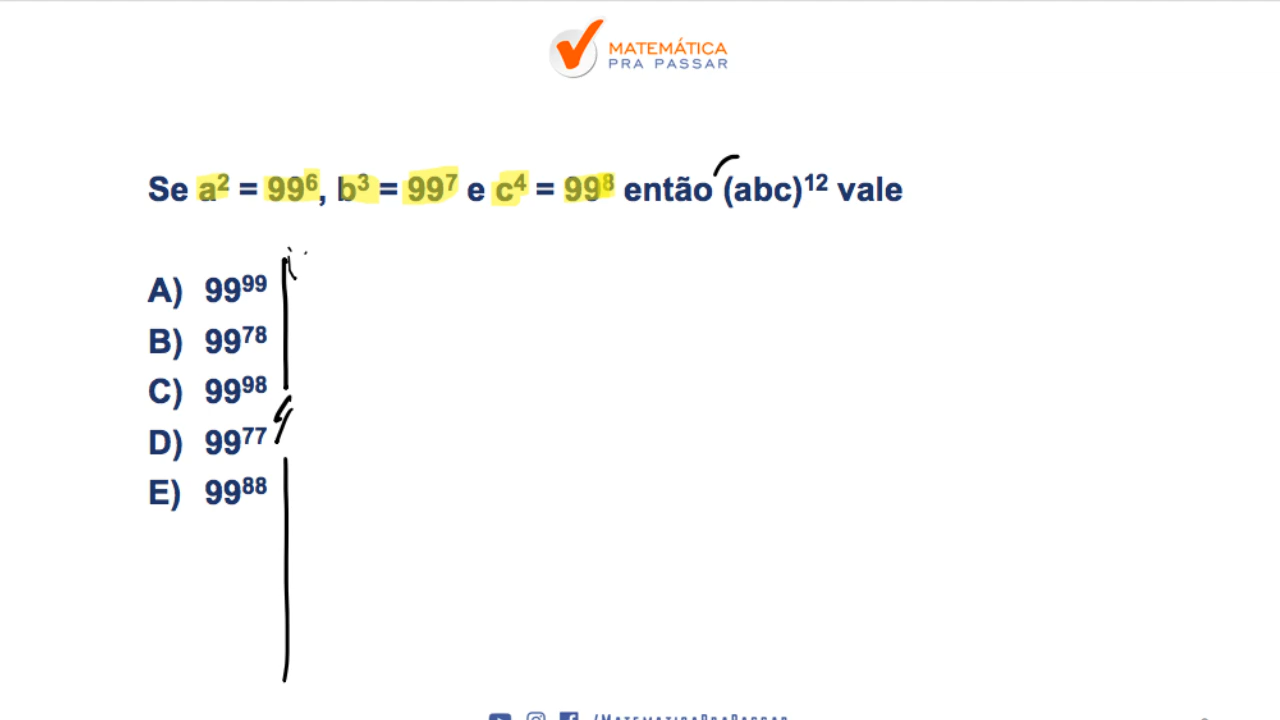 MATEMÁTICA
PRA PASSAR
Se a² = 99⁶, b³ = 99⁷ e c⁴ = 99⁸ então (abc)¹² vale
A) 99⁹⁹
B) 99⁷⁸
C) 99⁹⁸
D) 99⁷⁷
E) 99⁸⁸
/MATEMATICAPRAPASSAR